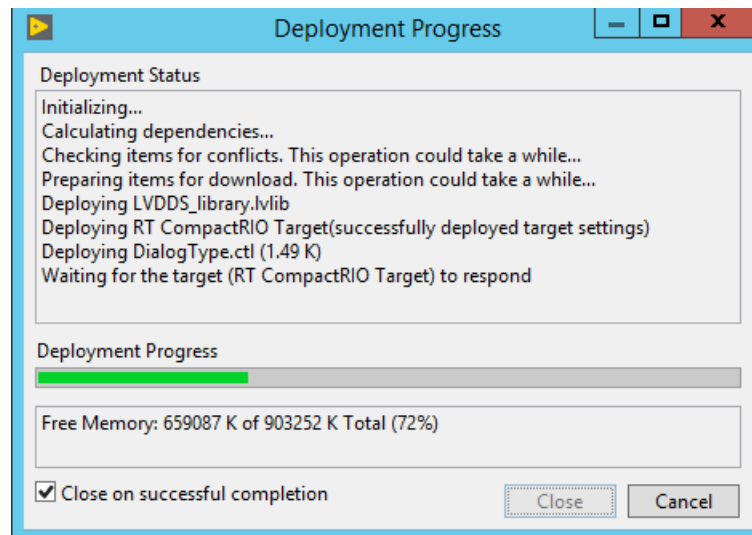 Deployment Progress
Deployment Status
Initializing...
Calculating dependencies...
Checking items for conflicts. This operation could take a while...
Preparing items for download. This operation could take a while...
Deploying LVDDS_library.lvlib
Deploying RT CompactRIO Target(successfully deployed target settings)
Deploying DialogType.ctl (1.49 K)
Waiting for the target (RT CompactRIO Target) to respond
Deployment Progress
Free Memory: 659087 K of 903252 K Total (72%)
Close on successful completion
Close
Cancel